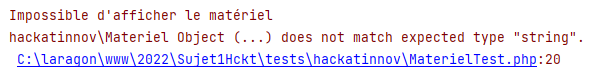 Impossible d'afficher le matériel
hackatinnov\Materiel Object (...) does not match expected type "string".
C:\laragon\www\2022\Sujet1Hckt\tests\hackatinnov\MaterielTest.php:20